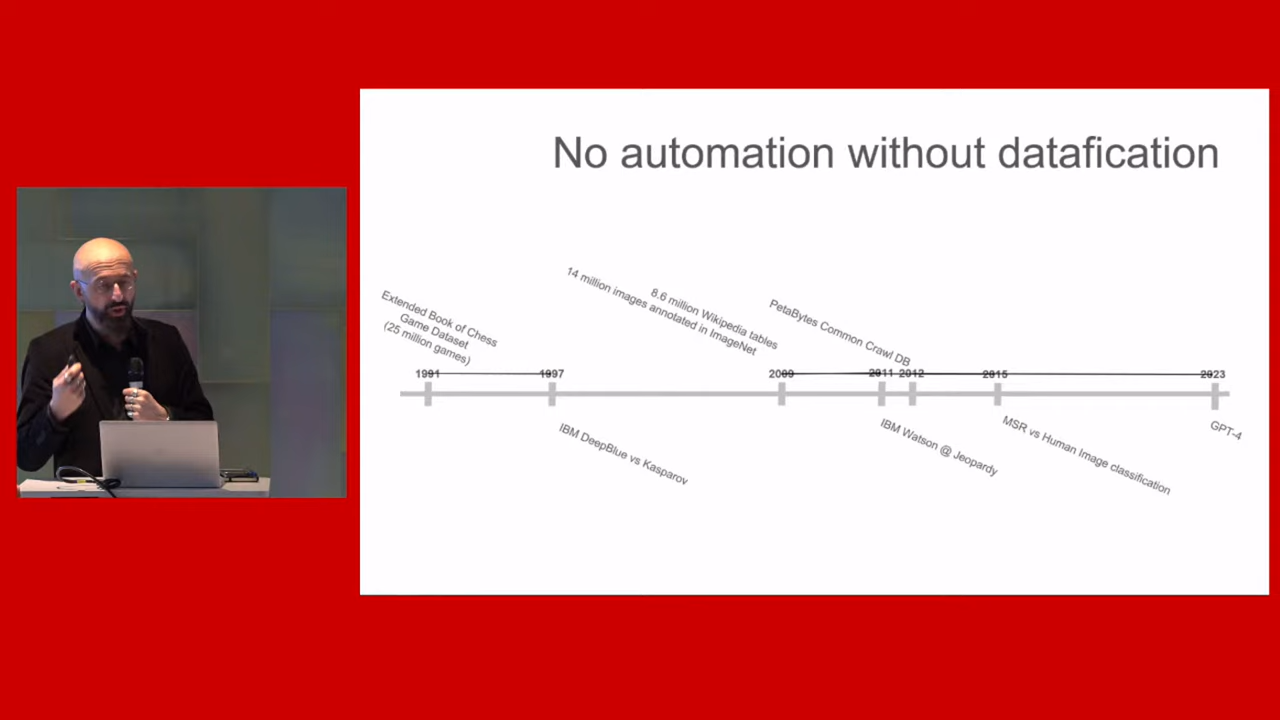 No automation without datafication
14 million images annotated in ImageNet
8.6 million Wikipedia tables
Extended Book of Chess
Game Dataset
(25 million games)
PetaBytes Common Crawl DB
1991
1997
2009
2011
2012
2015
2023
IBM DeepBlue vs Kasparov
IBM Watson @ Jeopardy
MSR vs Human Image classification
GPT-4